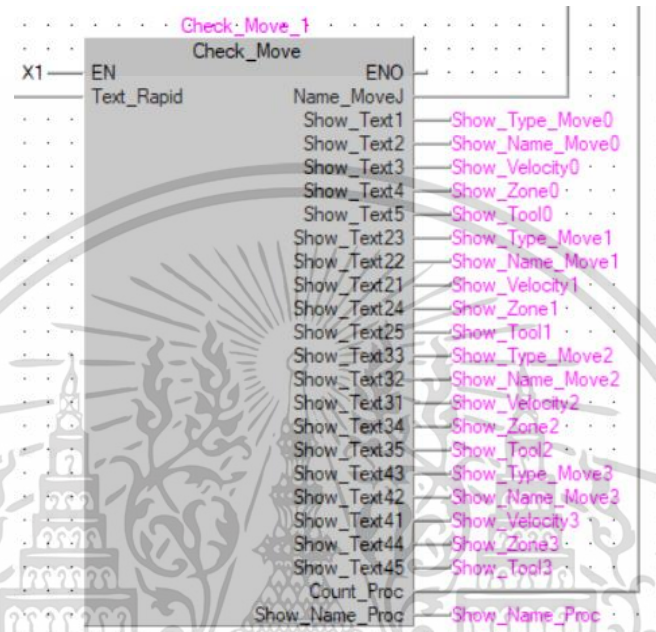 Check_Move_1
Check_Move
X1 EN ENO
Text_Rapid Name_MoveJ
Show_Text1 Show_Type_Move0
Show_Text2 Show_Name_Move0
Show_Text3 Show_Velocity0
Show_Text4 Show_Zone0
Show_Text5 Show_Tool0
Show_Text23 Show_Type_Move1
Show_Text22 Show_Name_Move1
Show_Text21 Show_Velocity1
Show_Text24 Show_Zone1
Show_Text25 Show_Tool1
Show_Text33 Show_Type_Move2
Show_Text32 Show_Name_Move2
Show_Text31 Show_Velocity2
Show_Text34 Show_Zone2
Show_Text35 Show_Tool2
Show_Text43 Show_Type_Move3
Show_Text42 Show_Name_Move3
Show_Text41 Show_Velocity3
Show_Text44 Show_Zone3
Show_Text45 Show_Tool3
Count_Proc
Show_Name_Proc Show_Name_Proc